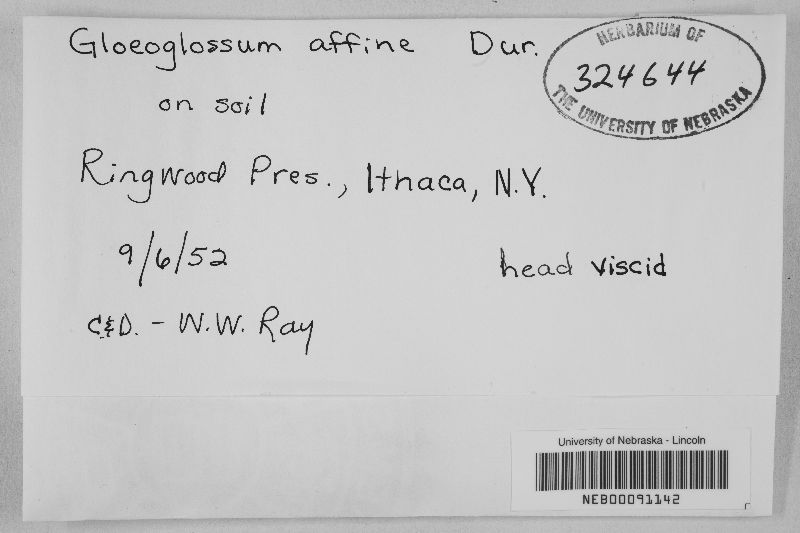 Gloeoglossum affine Dur.
HERBARIUM OF
324644
THE UNIVERSITY OF NEBRASKA
on soil
Ringwood Pres., Ithaca, N.Y.
9/6/52
head viscid
C&D. - W.W. Ray
University of Nebraska - Lincoln
NEB00091142